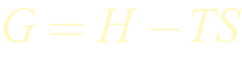 G = H − TS